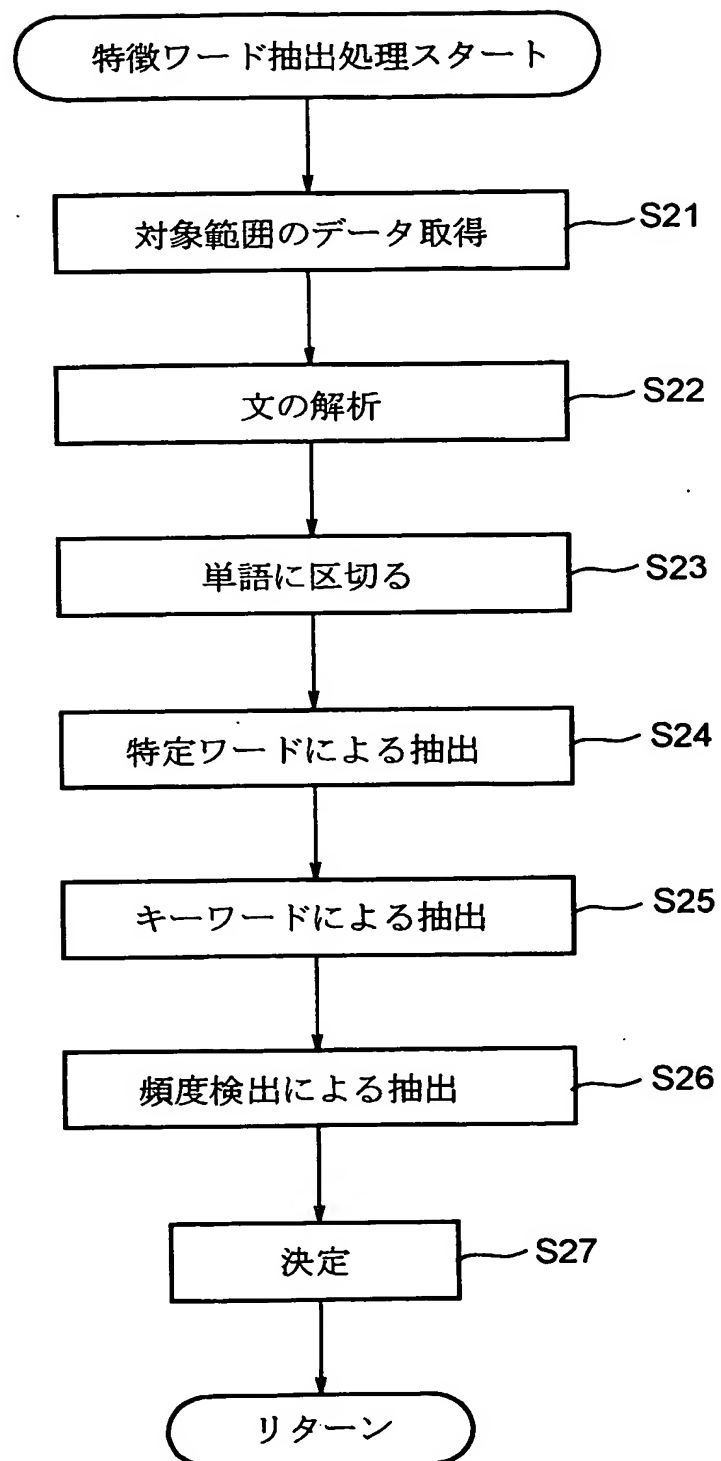 特徴ワード抽出処理スタート
対象範囲のデータ取得
S21
文の解析
S22
単語に区切る
S23
特定ワードによる抽出
S24
キーワードによる抽出
S25
頻度検出による抽出
S26
決定
S27
リターン